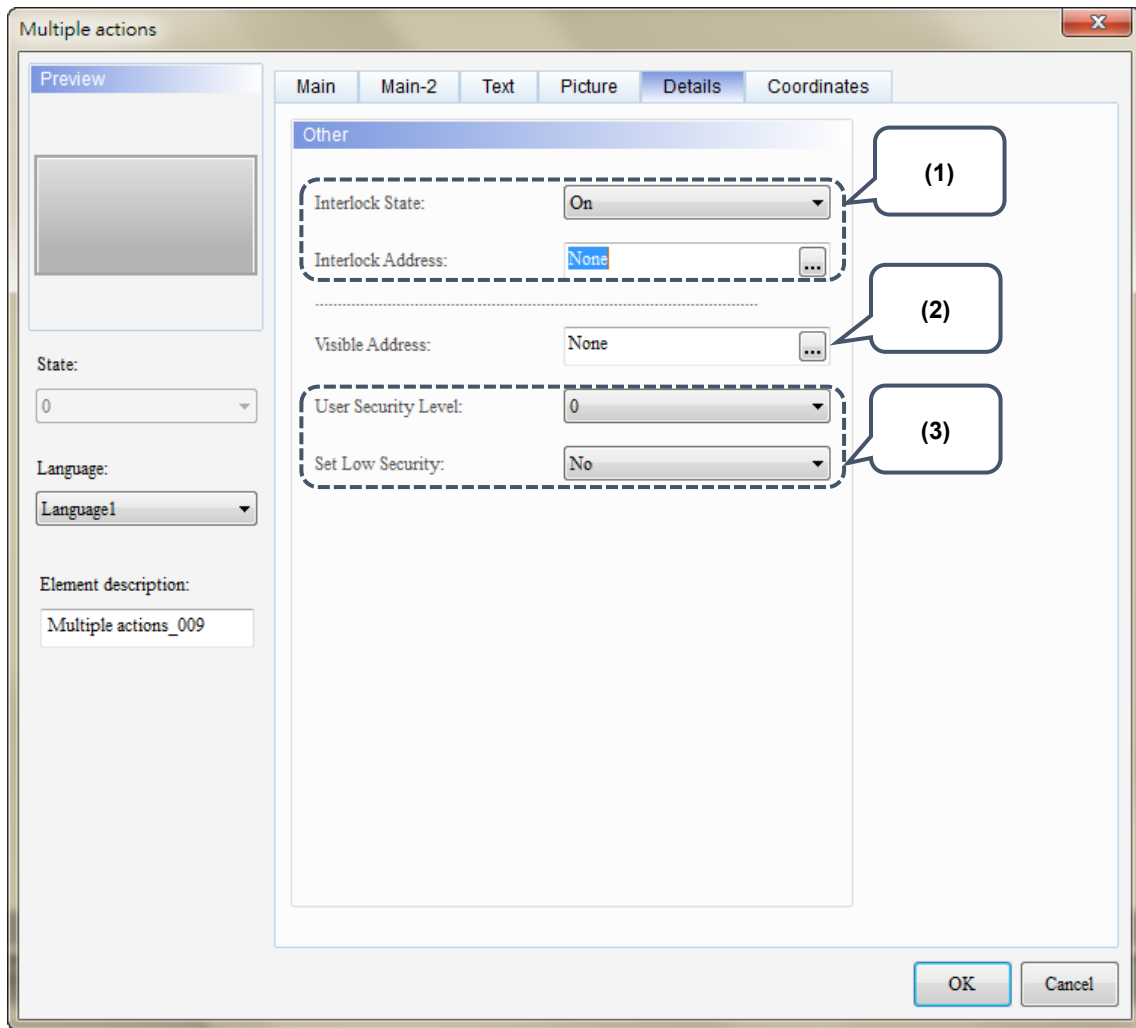 Multiple actions
Preview
Main Main-2 Text Picture Details Coordinates
Other
Interlock State: On
(1)
Interlock Address: None ...
Visible Address: None ...
(2)
User Security Level: 0
Set Low Security: No
(3)
State:
0
Language:
Language1
Element description:
Multiple actions_009
OK Cancel